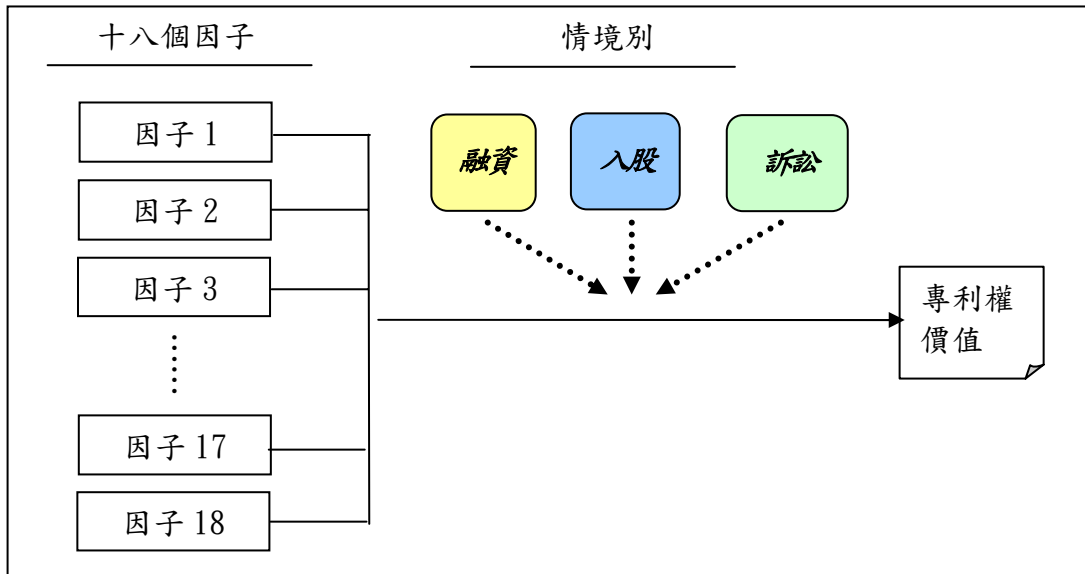 十八個因子
情境別
因子 1
因子 2
因子 3
因子 17
因子 18
融資
入股
訴訟
專利權
價值